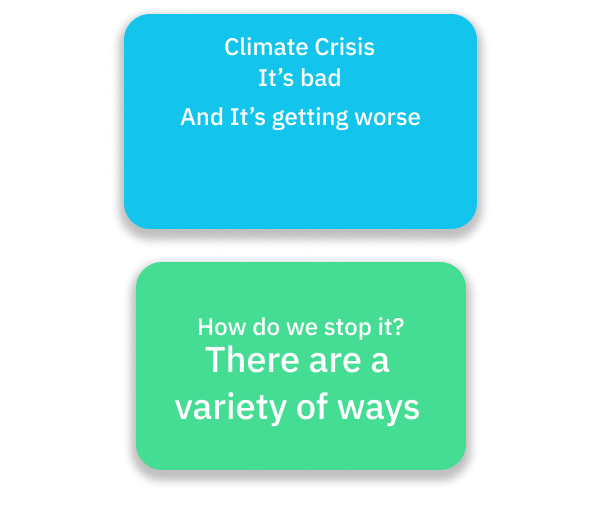 Climate Crisis
It’s bad
And It’s getting worse
How do we stop it?
There are a
variety of ways